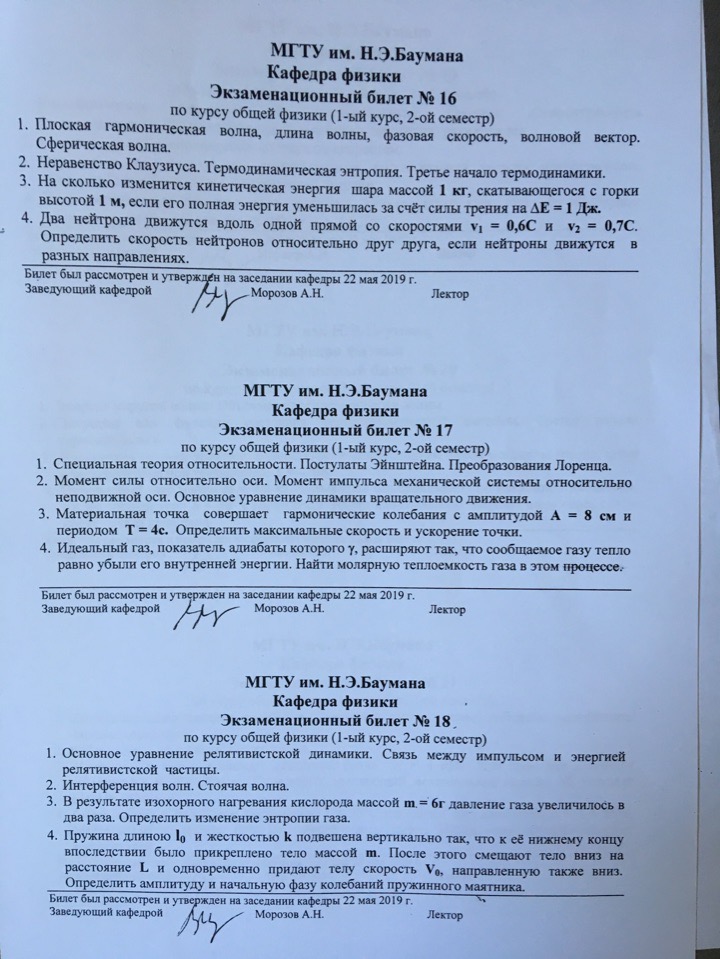 МГТУ им. Н.Э.Баумана
Кафедра физики
Экзаменационный билет № 16
по курсу общей физики (1-ый курс, 2-ой семестр)
1. Плоская гармоническая волна, длина волны, фазовая скорость, волновой вектор.
Сферическая волна.
2. Неравенство Клаузиуса. Термодинамическая энтропия. Третье начало термодинамики.
3. На сколько изменится кинетическая энергия шара массой 1 кг, скатывающегося с горки
высотой 1 м, если его полная энергия уменьшилась за счёт силы трения на ΔE = 1 Дж.
4. Два нейтрона движутся вдоль одной прямой со скоростями v₁ = 0,6C и v₂ = 0,7C.
Определить скорость нейтронов относительно друг друга, если нейтроны движутся в
разных направлениях.
Билет был рассмотрен и утвержден на заседании кафедры 22 мая 2019 г.
Заведующий кафедрой Морозов А.Н. Лектор
МГТУ им. Н.Э.Баумана
Кафедра физики
Экзаменационный билет № 17
по курсу общей физики (1-ый курс, 2-ой семестр)
1. Специальная теория относительности. Постулаты Эйнштейна. Преобразования Лоренца.
2. Момент силы относительно оси. Момент импульса механической системы относительно
неподвижной оси. Основное уравнение динамики вращательного движения.
3. Материальная точка совершает гармонические колебания с амплитудой A = 8 см и
периодом T = 4с. Определить максимальные скорость и ускорение точки.
4. Идеальный газ, показатель адиабаты которого γ, расширяют так, что сообщаемое газу тепло
равно убыли его внутренней энергии. Найти молярную теплоемкость газа в этом процессе.
Билет был рассмотрен и утвержден на заседании кафедры 22 мая 2019 г.
Заведующий кафедрой Морозов А.Н. Лектор
МГТУ им. Н.Э.Баумана
Кафедра физики
Экзаменационный билет № 18
по курсу общей физики (1-ый курс, 2-ой семестр)
1. Основное уравнение релятивистской динамики. Связь между импульсом и энергией
релятивистской частицы.
2. Интерференция волн. Стоячая волна.
3. В результате изохорного нагревания кислорода массой m = 6г давление газа увеличилось в
два раза. Определить изменение энтропии газа.
4. Пружина длиною l₀ и жесткостью k подвешена вертикально так, что к её нижнему концу
впоследствии было прикреплено тело массой m. После этого смещают тело вниз на
расстояние L и одновременно придают телу скорость V₀, направленную также вниз.
Определить амплитуду и начальную фазу колебаний пружинного маятника.
Билет был рассмотрен и утвержден на заседании кафедры 22 мая 2019 г.
Заведующий кафедрой Морозов А.Н. Лектор